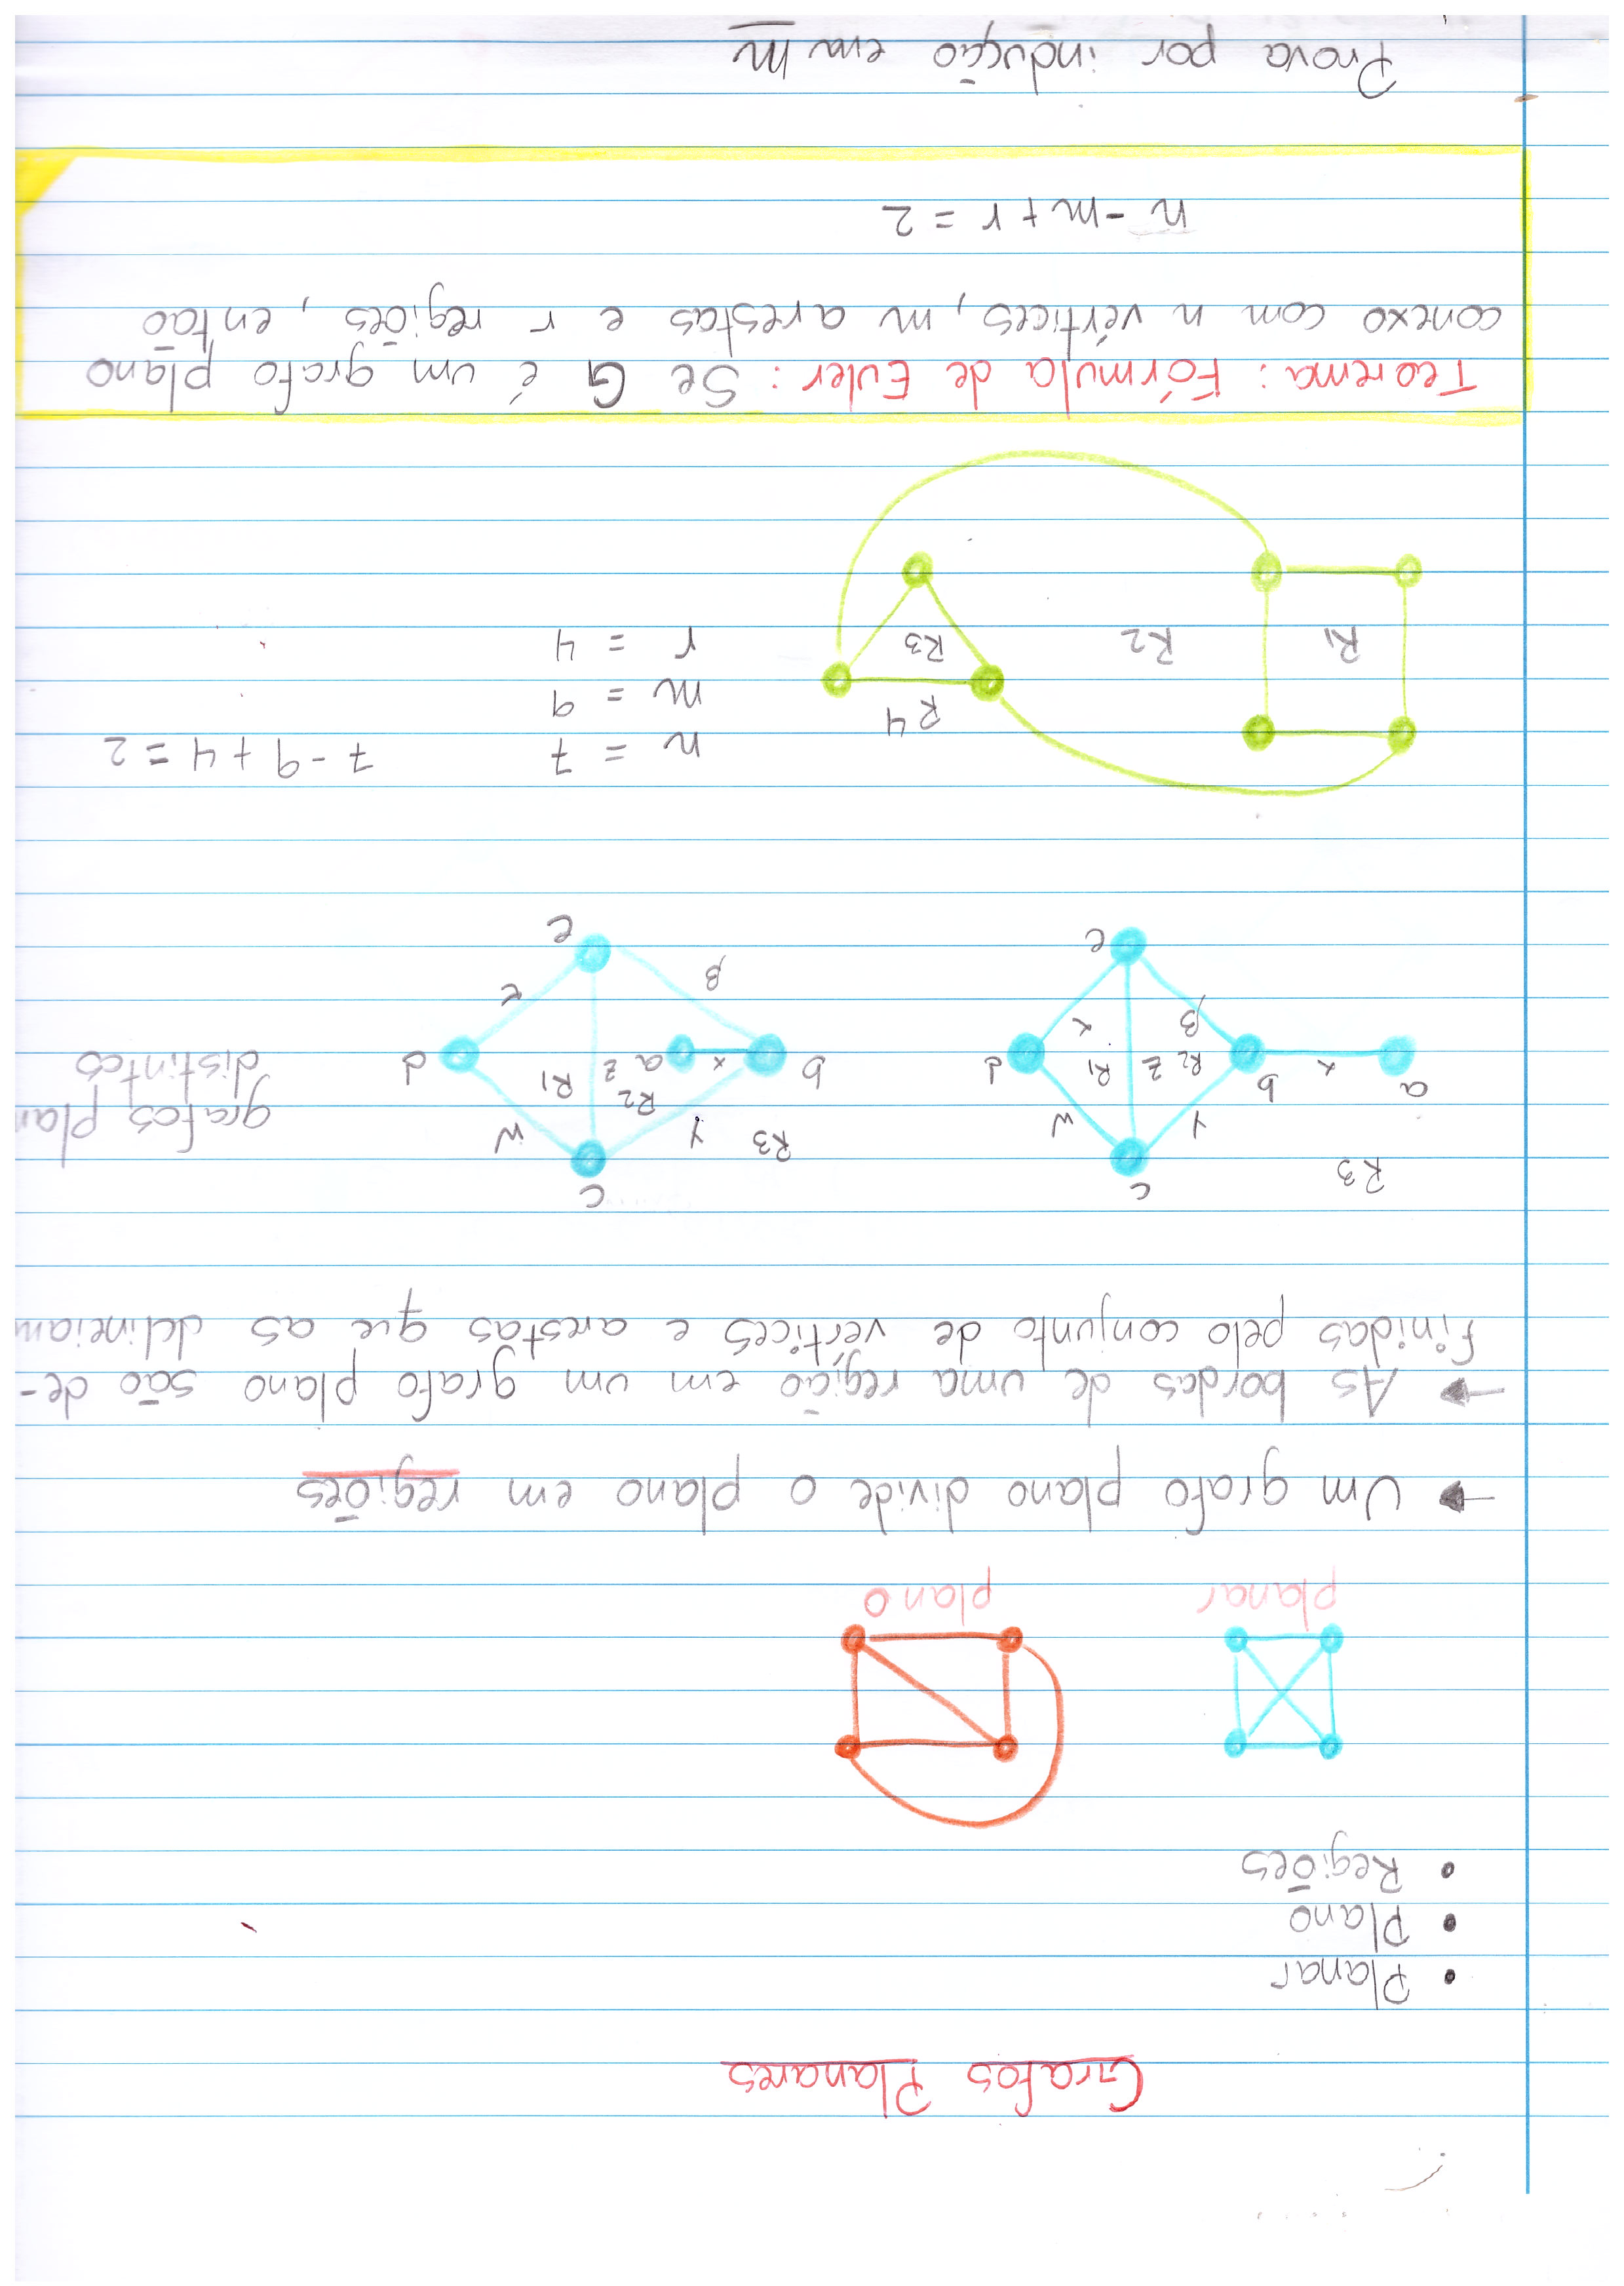 Grafos Planares
• Planar
• Plano
• Regiões
planar
plano
→ Um grafo plano divide o plano em regiões
→ As bordas de uma região em um grafo plano são de-
finidas pelo conjunto de vértices e arestas que as delineiam
R3
c
y
w
a
x
b
R2
z
R1
d
β
α
e
R3
c
y
w
R2
b
x
a
z
R1
d
β
e
grafos plan
distintos
R1
R2
R3
R4
n = 7
m = 9
r = 4
7 - 9 + 4 = 2
Teorema: Fórmula de Euler: Se G é um grafo plano
conexo com n vértices, m arestas e r regiões, então
n - m + r = 2
Prova por indução em m